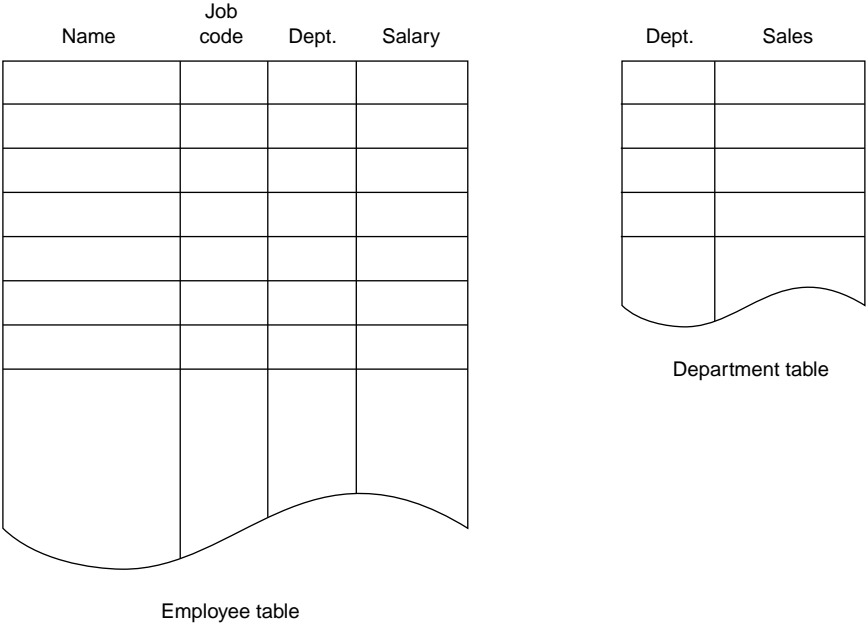 Name
Job
code
Dept.
Salary
Dept.
Sales
Department table
Employee table